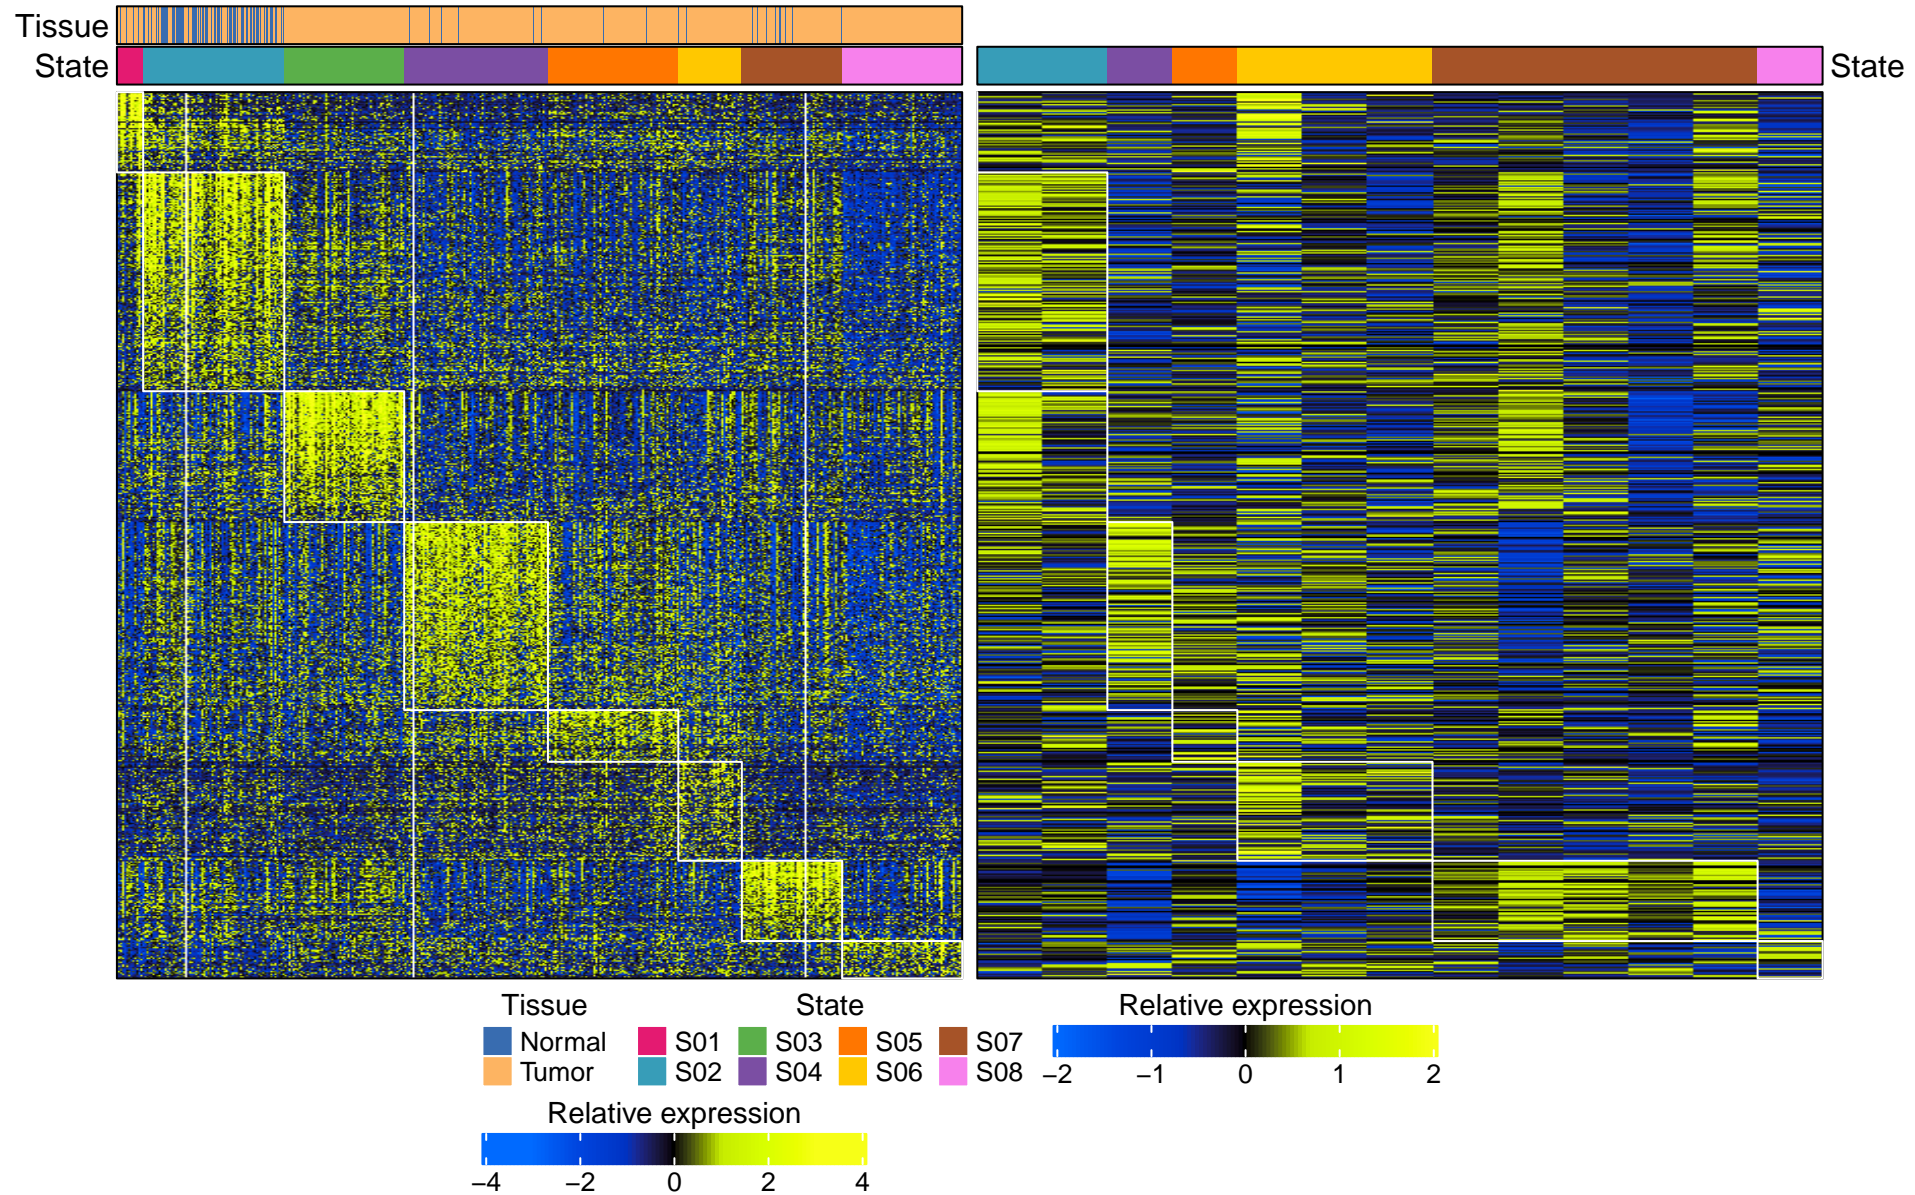 Tissue
State
State
Tissue State Relative expression
Normal S01 S03 S05 S07
Tumor S02 S04 S06 S08
−2 −1 0 1 2
Relative expression
−4 −2 0 2 4